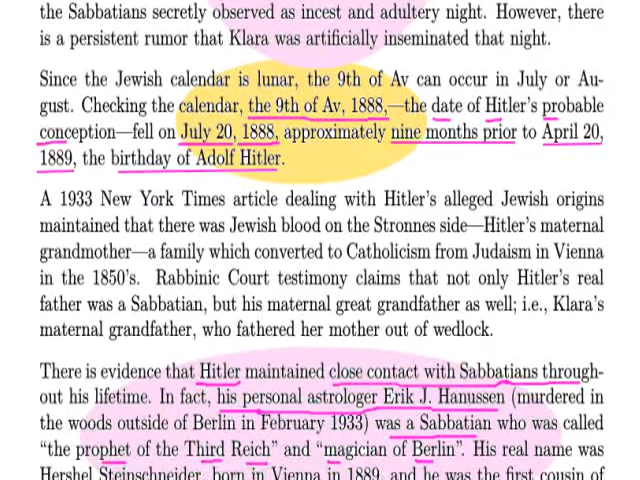 the Sabbatians secretly observed as incest and adultery night. However, there
is a persistent rumor that Klara was artificially inseminated that night.
Since the Jewish calendar is lunar, the 9th of Av can occur in July or Au-
gust. Checking the calendar, the 9th of Av, 1888,—the date of Hitler's probable
conception—fell on July 20, 1888, approximately nine months prior to April 20,
1889, the birthday of Adolf Hitler.
A 1933 New York Times article dealing with Hitler's alleged Jewish origins
maintained that there was Jewish blood on the Stronnes side—Hitler's maternal
grandmother—a family which converted to Catholicism from Judaism in Vienna
in the 1850's. Rabbinic Court testimony claims that not only Hitler's real
father was a Sabbatian, but his maternal great grandfather as well; i.e., Klara's
maternal grandfather, who fathered her mother out of wedlock.
There is evidence that Hitler maintained close contact with Sabbatians through-
out his lifetime. In fact, his personal astrologer Erik J. Hanussen (murdered in
the woods outside of Berlin in February 1933) was a Sabbatian who was called
"the prophet of the Third Reich" and "magician of Berlin". His real name was
Hershel Steinschneider, born in Vienna in 1889, and he was the first cousin of